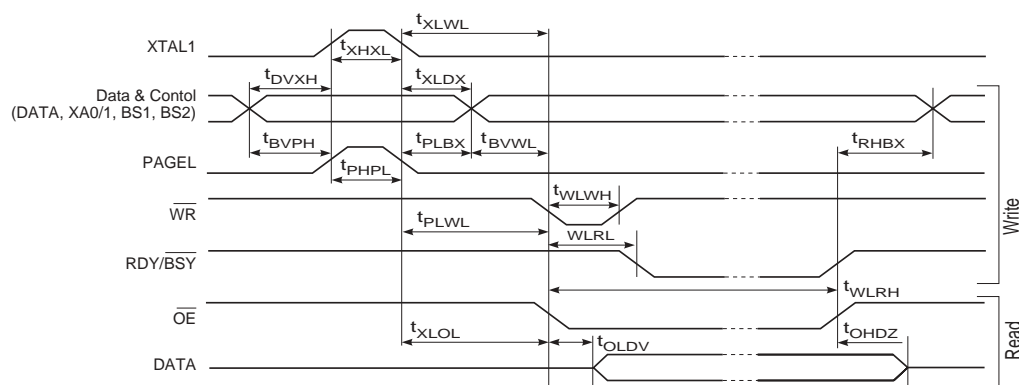 tXLWL
XTAL1
tXHXL
tDVXH
tXLDX
Data & Contol
(DATA, XA0/1, BS1, BS2)
tBVPH
tPLBX
tBVWL
tRHBX
PAGEL
tPHPL
tWLWH
WR
tPLWL
WLRL
Write
RDY/BSY
tWLRH
OE
tXLOL
tOLDV
tOHDZ
Read
DATA